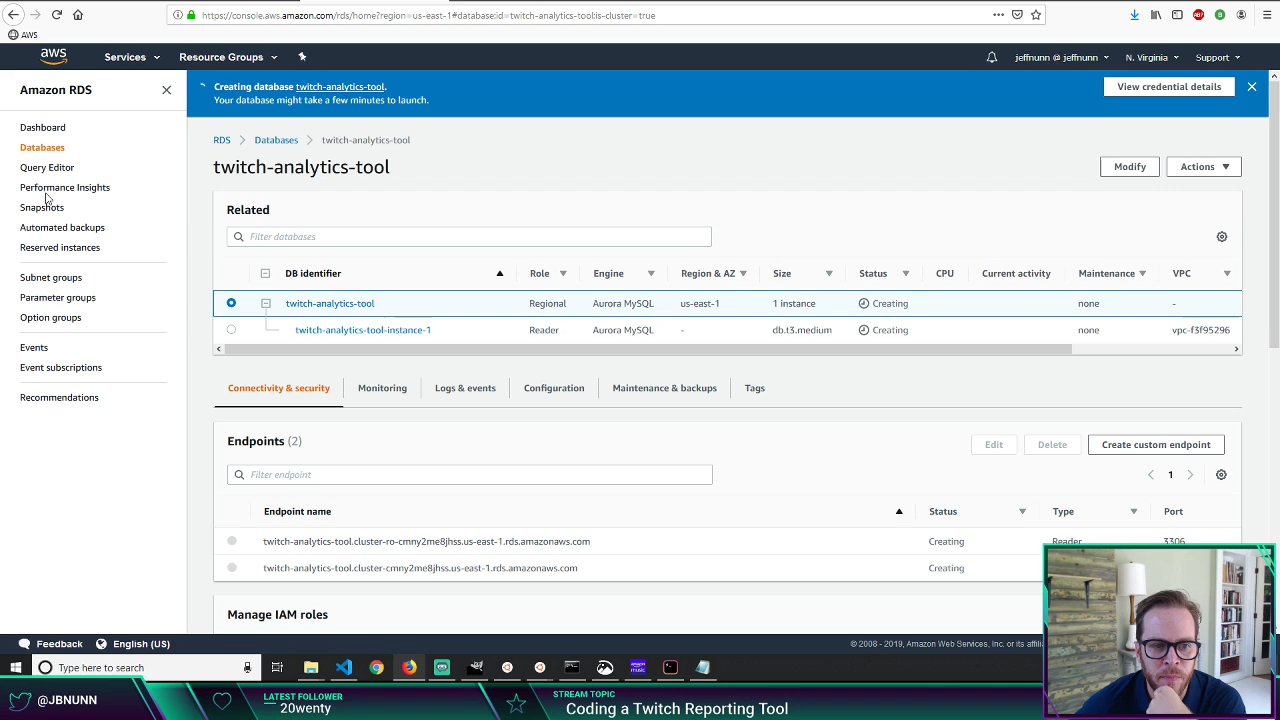 https://console.aws.amazon.com/rds/home?region=us-east-1#database:id=twitch-analytics-tool;is-cluster=true
AWS
aws Services Resource Groups jeffnunn @ jeffnunn N. Virginia Support
Amazon RDS
Dashboard
Databases
Query Editor
Performance Insights
Snapshots
Automated backups
Reserved instances
Subnet groups
Parameter groups
Option groups
Events
Event subscriptions
Recommendations
Creating database twitch-analytics-tool.
Your database might take a few minutes to launch.
View credential details
RDS Databases twitch-analytics-tool
twitch-analytics-tool
Modify Actions
Related
Filter databases
DB identifier Role Engine Region & AZ Size Status CPU Current activity Maintenance VPC
twitch-analytics-tool Regional Aurora MySQL us-east-1 1 instance Creating none -
twitch-analytics-tool-instance-1 Reader Aurora MySQL - db.t3.medium Creating none vpc-f3f95296
Connectivity & security Monitoring Logs & events Configuration Maintenance & backups Tags
Endpoints (2)
Edit Delete Create custom endpoint
Filter endpoint
1
Endpoint name Status Type Port
twitch-analytics-tool.cluster-ro-cmny2me8jhss.us-east-1.rds.amazonaws.com Creating Reader 3306
twitch-analytics-tool.cluster-cmny2me8jhss.us-east-1.rds.amazonaws.com Creating
Manage IAM roles
Feedback English (US)
© 2008 - 2019, Amazon Web Services, Inc. or its affili
Type here to search
@JBNUNN
LATEST FOLLOWER
20wenty
STREAM TOPIC
Coding a Twitch Reporting Tool